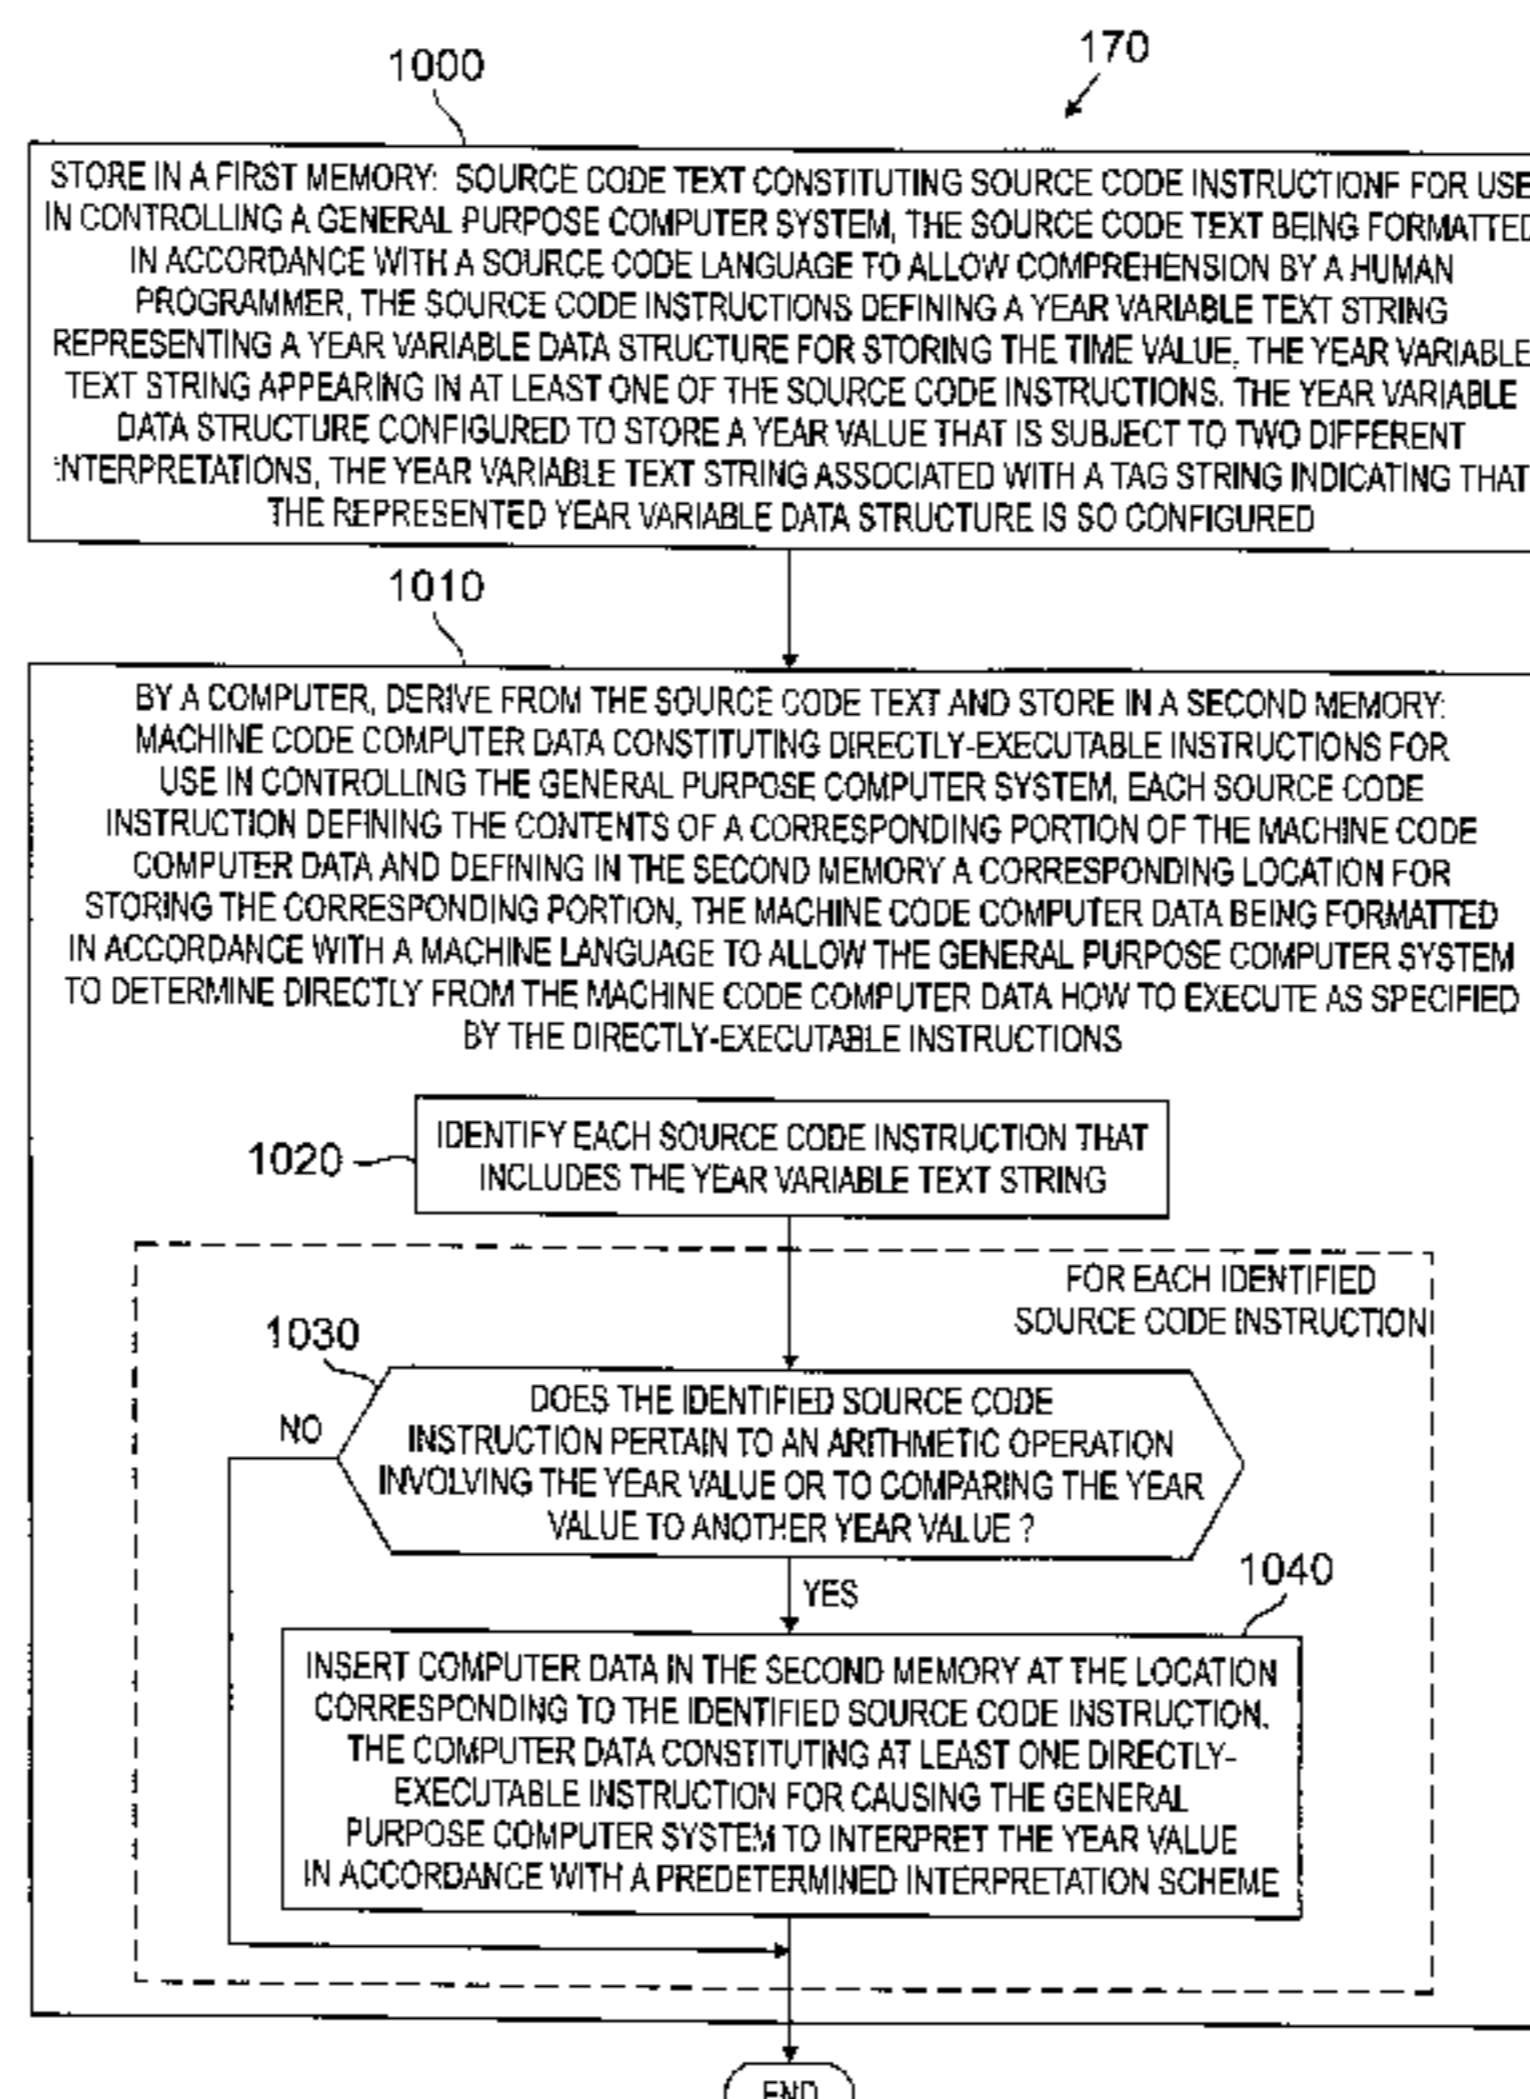 170
1000
STORE IN A FIRST MEMORY: SOURCE CODE TEXT CONSTITUTING SOURCE CODE INSTRUCTIONF FOR USE
IN CONTROLLING A GENERAL PURPOSE COMPUTER SYSTEM, THE SOURCE CODE TEXT BEING FORMATTED
IN ACCORDANCE WITH A SOURCE CODE LANGUAGE TO ALLOW COMPREHENSION BY A HUMAN
PROGRAMMER, THE SOURCE CODE INSTRUCTIONS DEFINING A YEAR VARIABLE TEXT STRING
REPRESENTING A YEAR VARIABLE DATA STRUCTURE FOR STORING THE TIME VALUE, THE YEAR VARIABLE
TEXT STRING APPEARING IN AT LEAST ONE OF THE SOURCE CODE INSTRUCTIONS. THE YEAR VARIABLE
DATA STRUCTURE CONFIGURED TO STORE A YEAR VALUE THAT IS SUBJECT TO TWO DIFFERENT
INTERPRETATIONS, THE YEAR VARIABLE TEXT STRING ASSOCIATED WITH A TAG STRING INDICATING THAT
THE REPRESENTED YEAR VARIABLE DATA STRUCTURE IS SO CONFIGURED
1010
BY A COMPUTER, DERIVE FROM THE SOURCE CODE TEXT AND STORE IN A SECOND MEMORY:
MACHINE CODE COMPUTER DATA CONSTITUTING DIRECTLY-EXECUTABLE INSTRUCTIONS FOR
USE IN CONTROLLING THE GENERAL PURPOSE COMPUTER SYSTEM, EACH SOURCE CODE
INSTRUCTION DEFINING THE CONTENTS OF A CORRESPONDING PORTION OF THE MACHINE CODE
COMPUTER DATA AND DEFINING IN THE SECOND MEMORY A CORRESPONDING LOCATION FOR
STORING THE CORRESPONDING PORTION, THE MACHINE CODE COMPUTER DATA BEING FORMATTED
IN ACCORDANCE WITH A MACHINE LANGUAGE TO ALLOW THE GENERAL PURPOSE COMPUTER SYSTEM
TO DETERMINE DIRECTLY FROM THE MACHINE CODE COMPUTER DATA HOW TO EXECUTE AS SPECIFIED
BY THE DIRECTLY-EXECUTABLE INSTRUCTIONS
1020
IDENTIFY EACH SOURCE CODE INSTRUCTION THAT
INCLUDES THE YEAR VARIABLE TEXT STRING
FOR EACH IDENTIFIED
SOURCE CODE INSTRUCTION
1030
NO
DOES THE IDENTIFIED SOURCE CODE
INSTRUCTION PERTAIN TO AN ARITHMETIC OPERATION
INVOLVING THE YEAR VALUE OR TO COMPARING THE YEAR
VALUE TO ANOTHER YEAR VALUE ?
YES
1040
INSERT COMPUTER DATA IN THE SECOND MEMORY AT THE LOCATION
CORRESPONDING TO THE IDENTIFIED SOURCE CODE INSTRUCTION.
THE COMPUTER DATA CONSTITUTING AT LEAST ONE DIRECTLY-
EXECUTABLE INSTRUCTION FOR CAUSING THE GENERAL
PURPOSE COMPUTER SYSTEM TO INTERPRET THE YEAR VALUE
IN ACCORDANCE WITH A PREDETERMINED INTERPRETATION SCHEME
END